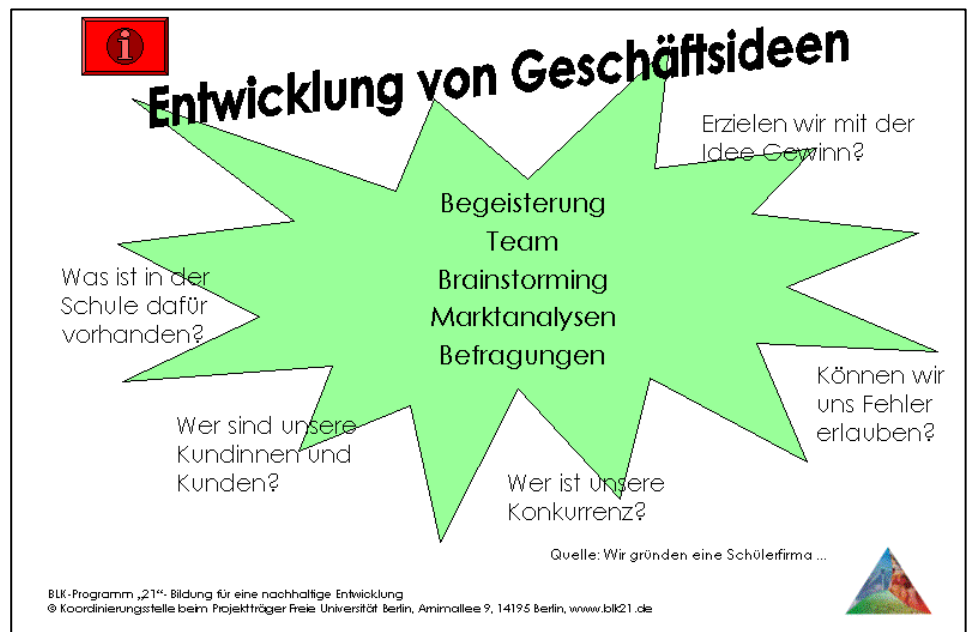 i
Entwicklung von Geschäftsideen
Erzielen wir mit der
Idee Gewinn?
Begeisterung
Team
Brainstorming
Marktanalysen
Befragungen
Was ist in der
Schule dafür
vorhanden?
Können wir
uns Fehler
erlauben?
Wer sind unsere
Kundinnen und
Kunden?
Wer ist unsere
Konkurrenz?
Quelle: Wir gründen eine Schülerfirma ...
BLK-Programm „21“- Bildung für eine nachhaltige Entwicklung
© Koordinierungsstelle beim Projektträger Freie Universität Berlin, Arnimallee 9, 14195 Berlin, www.blk21.de